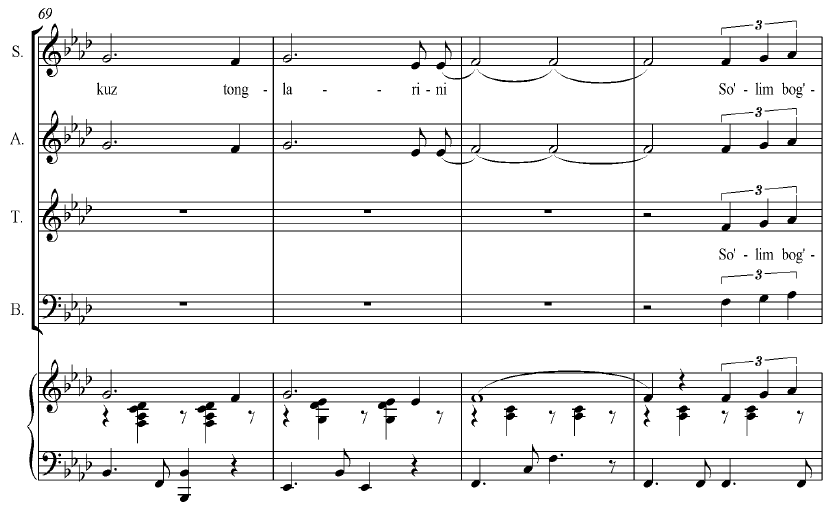 69
S.
kuz tong - la - - ri - ni So' - lim bog' -
3
A.
3
T.
3
So' - lim bog' -
B.
3
3